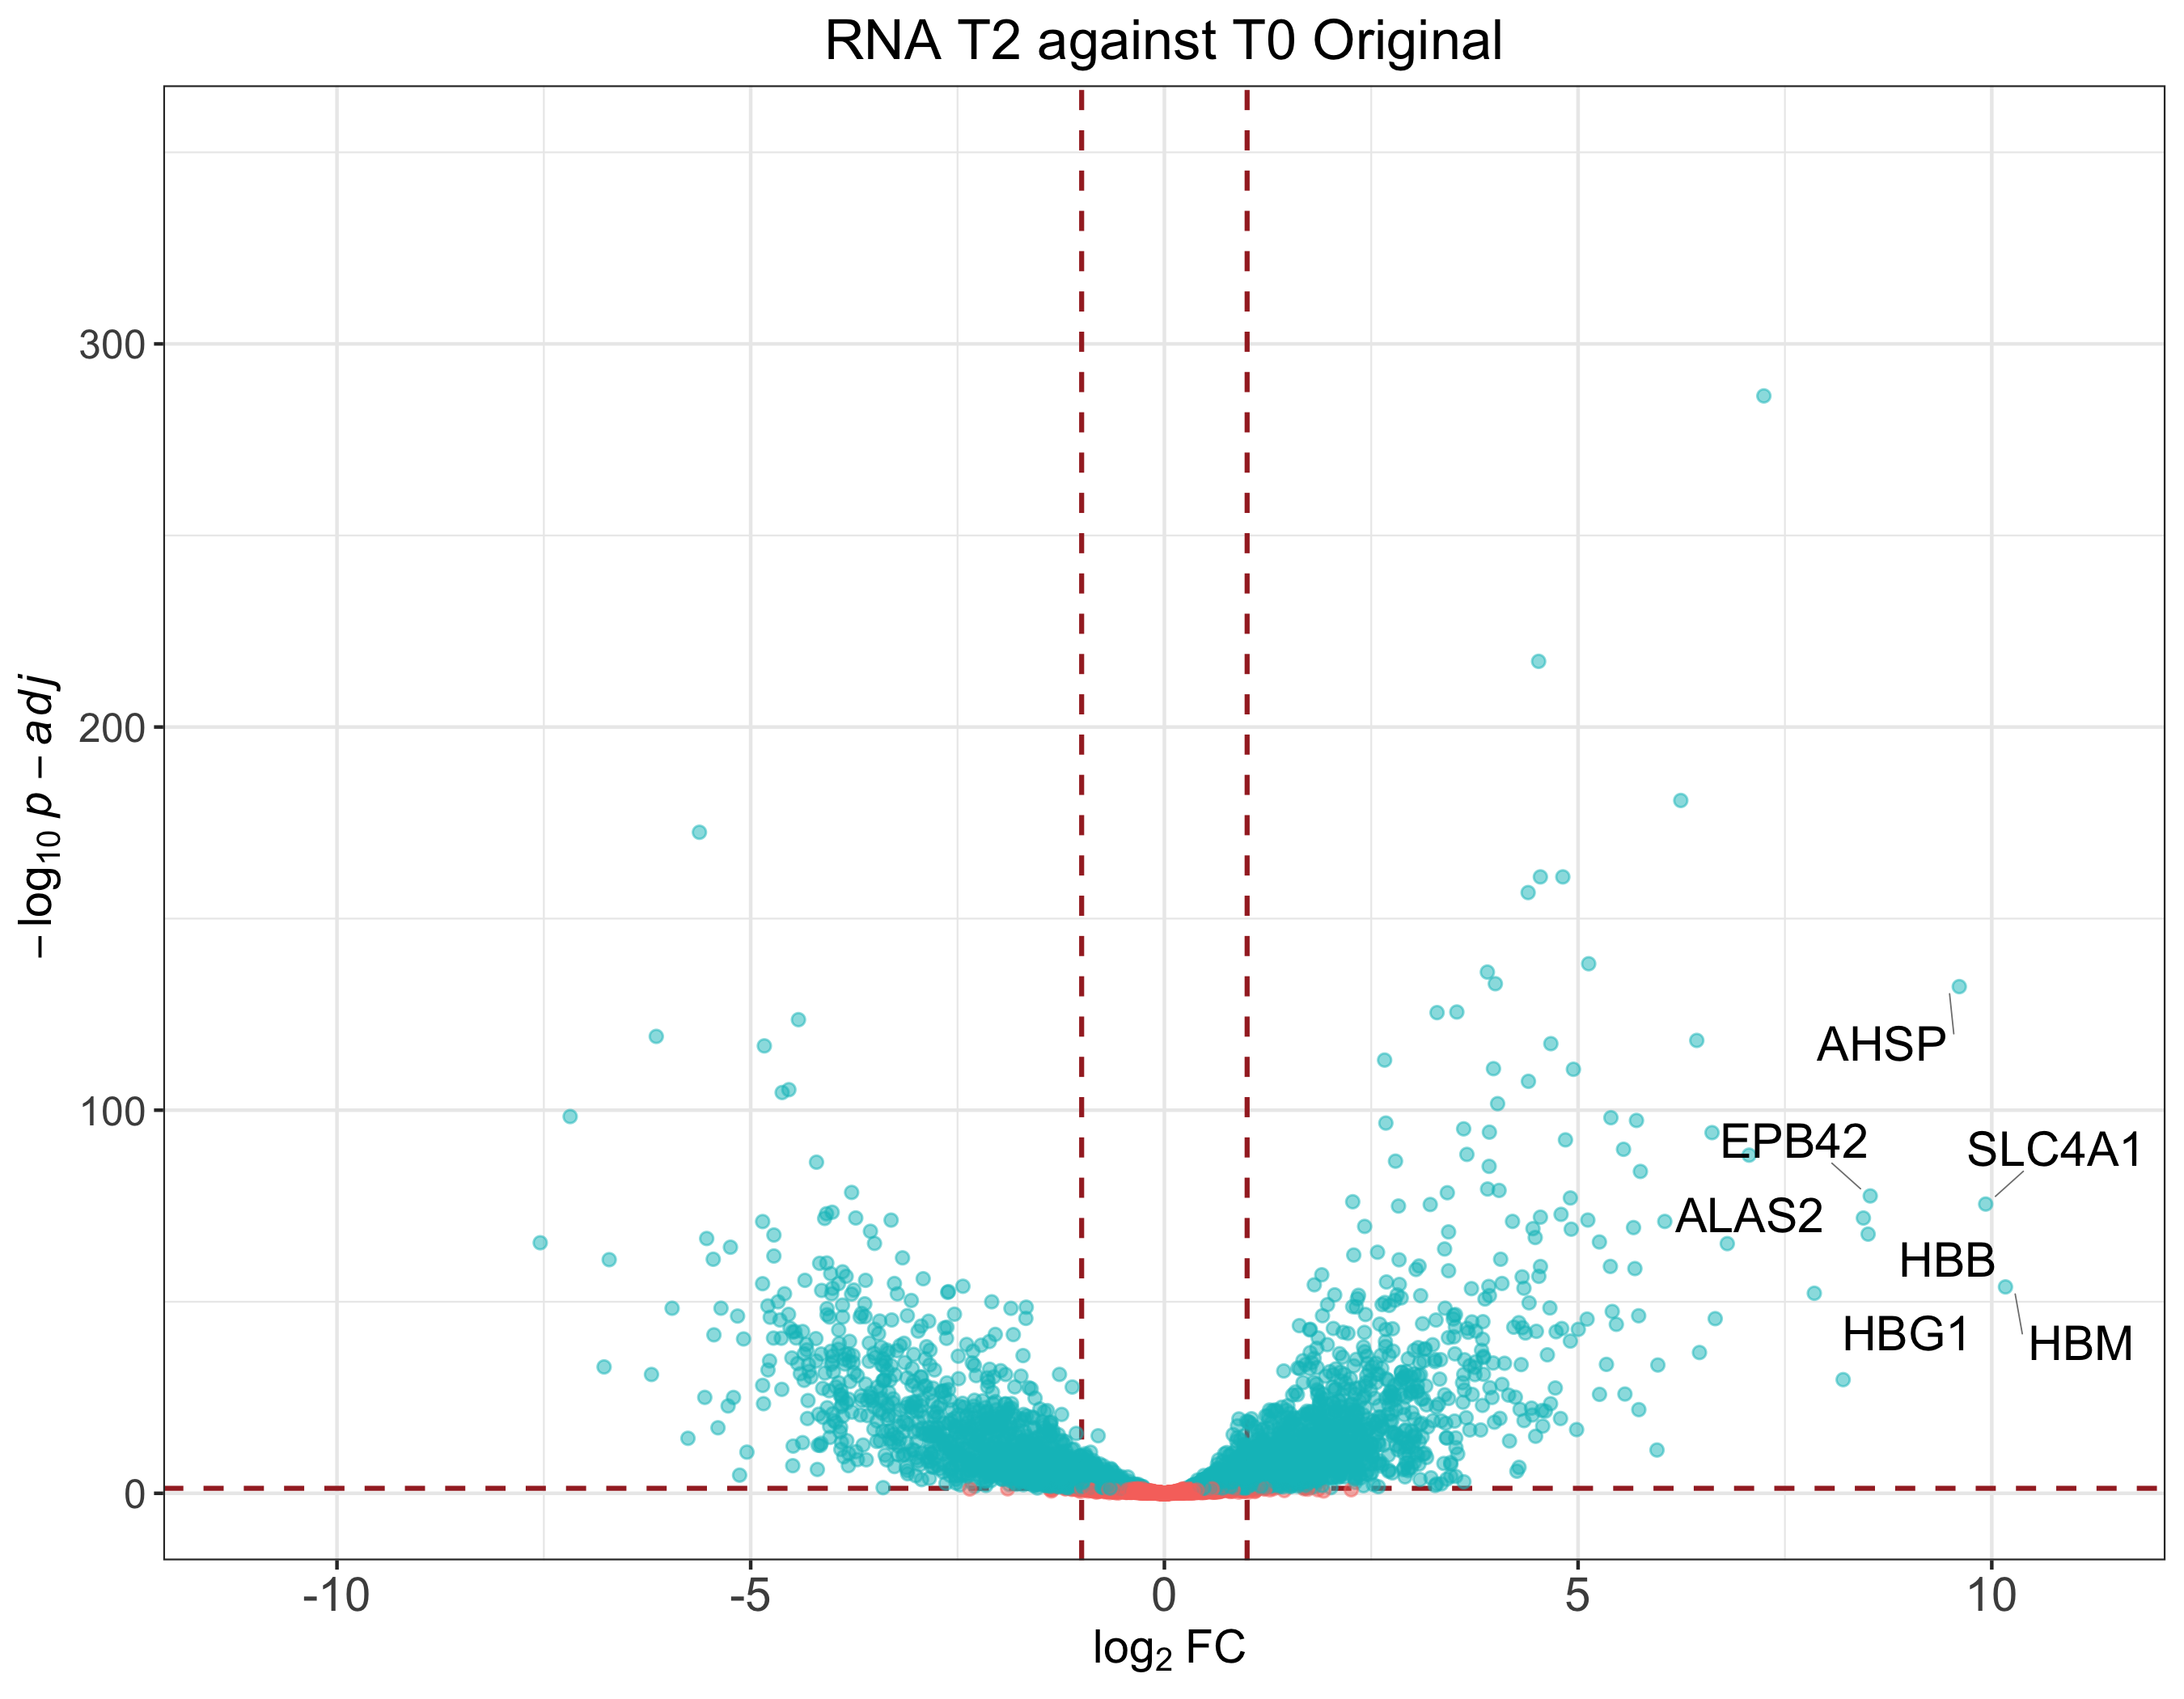 RNA T2 against T0 Original
−log10 p − adj
300
200
100
0
AHSP
EPB42
SLC4A1
ALAS2
HBB
HBG1
HBM
-10
-5
0
5
10
log2 FC